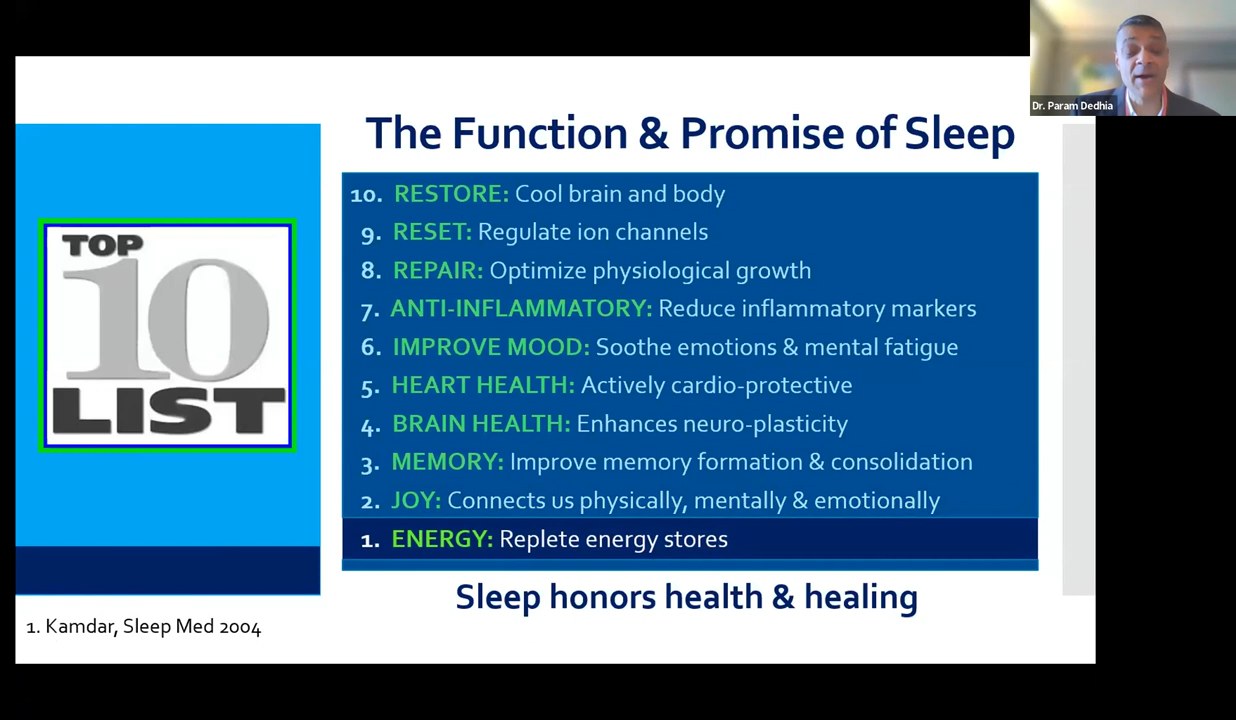 Dr. Param Dedhia
The Function & Promise of Sleep
TOP
10
LIST
10. RESTORE: Cool brain and body
9. RESET: Regulate ion channels
8. REPAIR: Optimize physiological growth
7. ANTI-INFLAMMATORY: Reduce inflammatory markers
6. IMPROVE MOOD: Soothe emotions & mental fatigue
5. HEART HEALTH: Actively cardio-protective
4. BRAIN HEALTH: Enhances neuro-plasticity
3. MEMORY: Improve memory formation & consolidation
2. JOY: Connects us physically, mentally & emotionally
1. ENERGY: Replete energy stores
Sleep honors health & healing
1. Kamdar, Sleep Med 2004